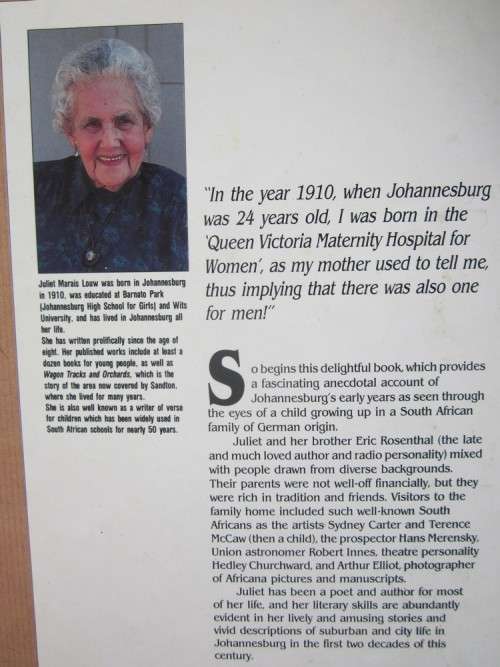 Juliet Marais Louw was born in Johannesburg
in 1910, was educated at Barnato Park
(Johannesburg High School for Girls) and Wits
University, and has lived in Johannesburg all
her life.
She has written prolifically since the age of
eight. Her published works include at least a
dozen books for young people, as well as
Wagon Tracks and Orchards, which is the
story of the area now covered by Sandton,
where she lived for many years.
She is also well known as a writer of verse
for children which has been widely used in
South African schools for nearly 50 years.
"In the year 1910, when Johannesburg
was 24 years old, I was born in the
'Queen Victoria Maternity Hospital for
Women', as my mother used to tell me,
thus implying that there was also one
for men!"
So begins this delightful book, which provides
a fascinating anecdotal account of
Johannesburg's early years as seen through
the eyes of a child growing up in a South African
family of German origin.
Juliet and her brother Eric Rosenthal (the late
and much loved author and radio personality) mixed
with people drawn from diverse backgrounds.
Their parents were not well-off financially, but they
were rich in tradition and friends. Visitors to the
family home included such well-known South
Africans as the artists Sydney Carter and Terence
McCaw (then a child), the prospector Hans Merensky,
Union astronomer Robert Innes, theatre personality
Hedley Churchward, and Arthur Elliot, photographer
of Africana pictures and manuscripts.
Juliet has been a poet and author for most
of her life, and her literary skills are abundantly
evident in her lively and amusing stories and
vivid descriptions of suburban and city life in
Johannesburg in the first two decades of this
century.